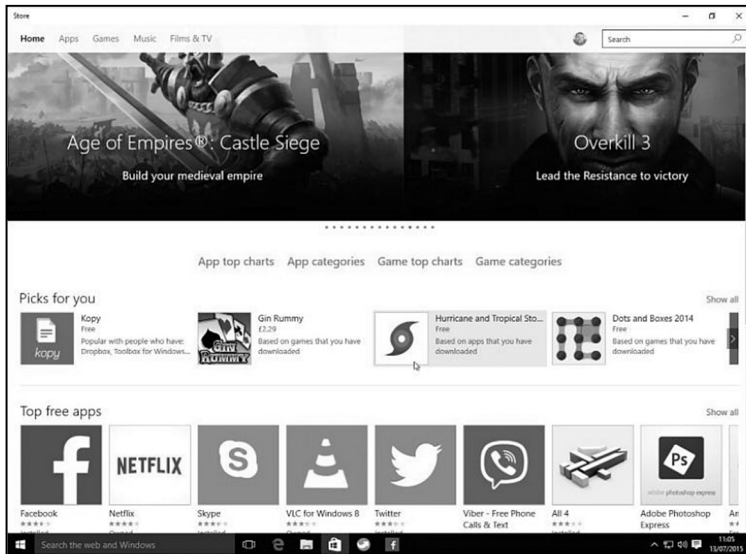 Store
Home Apps Games Music Films & TV Search
Age of Empires®: Castle Siege
Build your medieval empire
Overkill 3
Lead the Resistance to victory
App top charts App categories Game top charts Game categories
Picks for you Show all
Kopy
Free
Popular with people who have:
Dropbox, Toolbox for Windows...
kopy
Gin Rummy
£2.29
Based on games that you have
downloaded
GIN
RUMMY
Hurricane and Tropical Sto...
Free
Based on apps that you have
downloaded
Dots and Boxes 2014
Free
Based on games that you have
downloaded
Top free apps Show all
f
NETFLIX
S
Ps
adobe photoshop express
Facebook
Netflix
Skype
VLC for Windows 8
Twitter
Viber - Free Phone
Calls & Text
All 4
Adobe Photoshop
Express
Search the web and Windows
11:05
13/07/2015